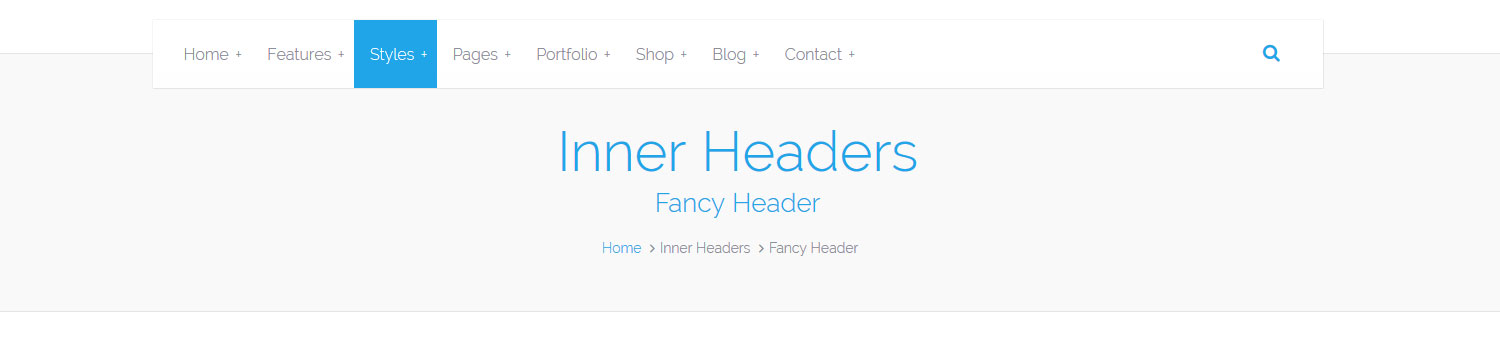 Home + Features + Styles + Pages + Portfolio + Shop + Blog + Contact +
Inner Headers
Fancy Header
Home > Inner Headers > Fancy Header